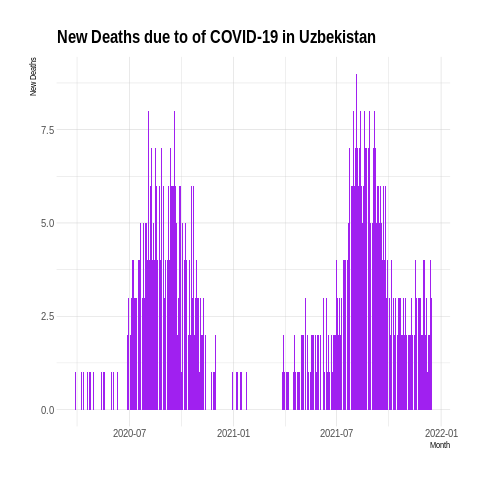 New Deaths due to of COVID-19 in Uzbekistan
New Deaths
7.5
5.0
2.5
0.0
2020-07 2021-01 2021-07 2022-01
Month